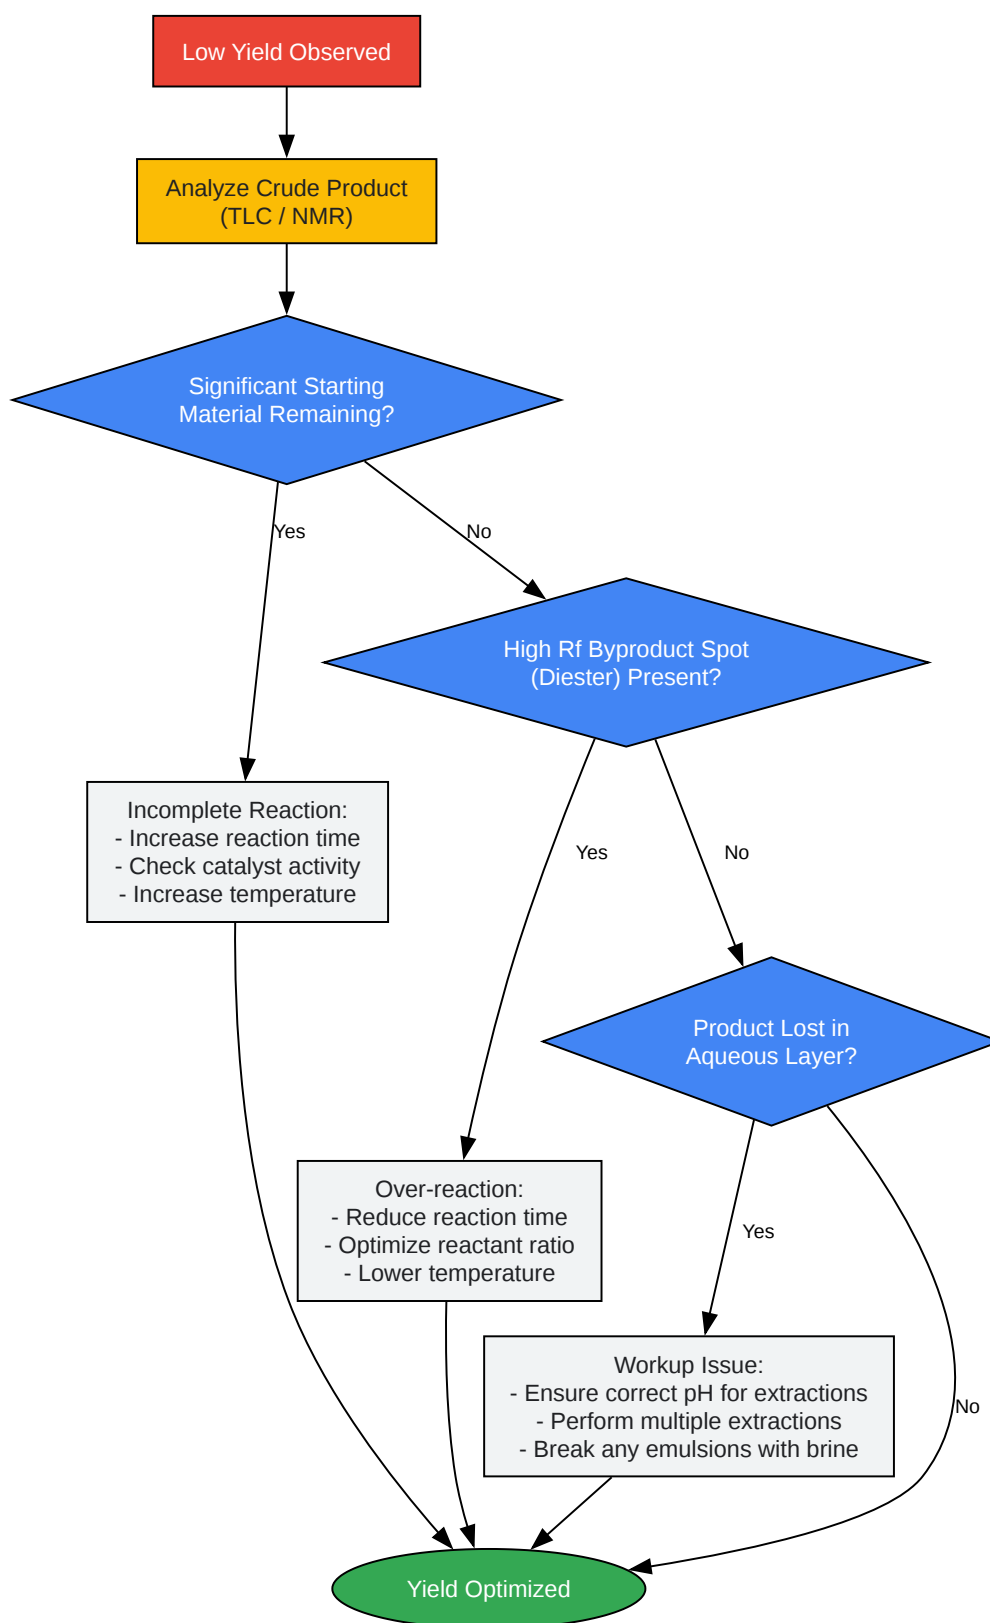 Low Yield Observed
Analyze Crude Product
(TLC / NMR)
Significant Starting
Material Remaining?
Yes
No
High Rf Byproduct Spot
(Diester) Present?
Incomplete Reaction:
- Increase reaction time
- Check catalyst activity
- Increase temperature
Yes
No
Product Lost in
Aqueous Layer?
Over-reaction:
- Reduce reaction time
- Optimize reactant ratio
- Lower temperature
Yes
Workup Issue:
- Ensure correct pH for extractions
- Perform multiple extractions
- Break any emulsions with brine
No
Yield Optimized